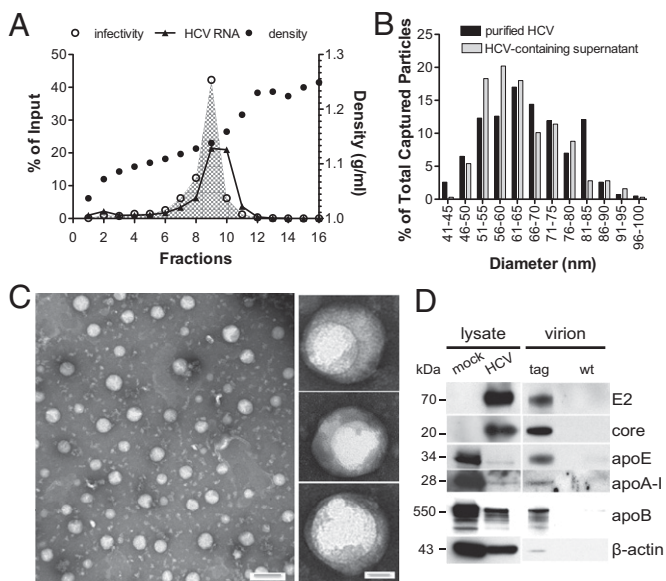 A
infectivity HCV RNA density
% of Input
50
40
30
20
10
0
0 2 4 6 8 10 12 14 16
Fractions
1.3
1.2
1.1
1.0
Density (g/ml)
B
purified HCV
HCV-containing supernatant
% of Total Captured Particles
25
20
15
10
5
0
41-45
46-50
51-55
56-60
61-65
66-70
71-75
76-80
81-85
86-90
91-95
96-100
Diameter (nm)
C
D
lysate virion
kDa mock HCV tag wt
70 E2
20 core
34 apoE
28 apoA-I
550 apoB
43 β-actin